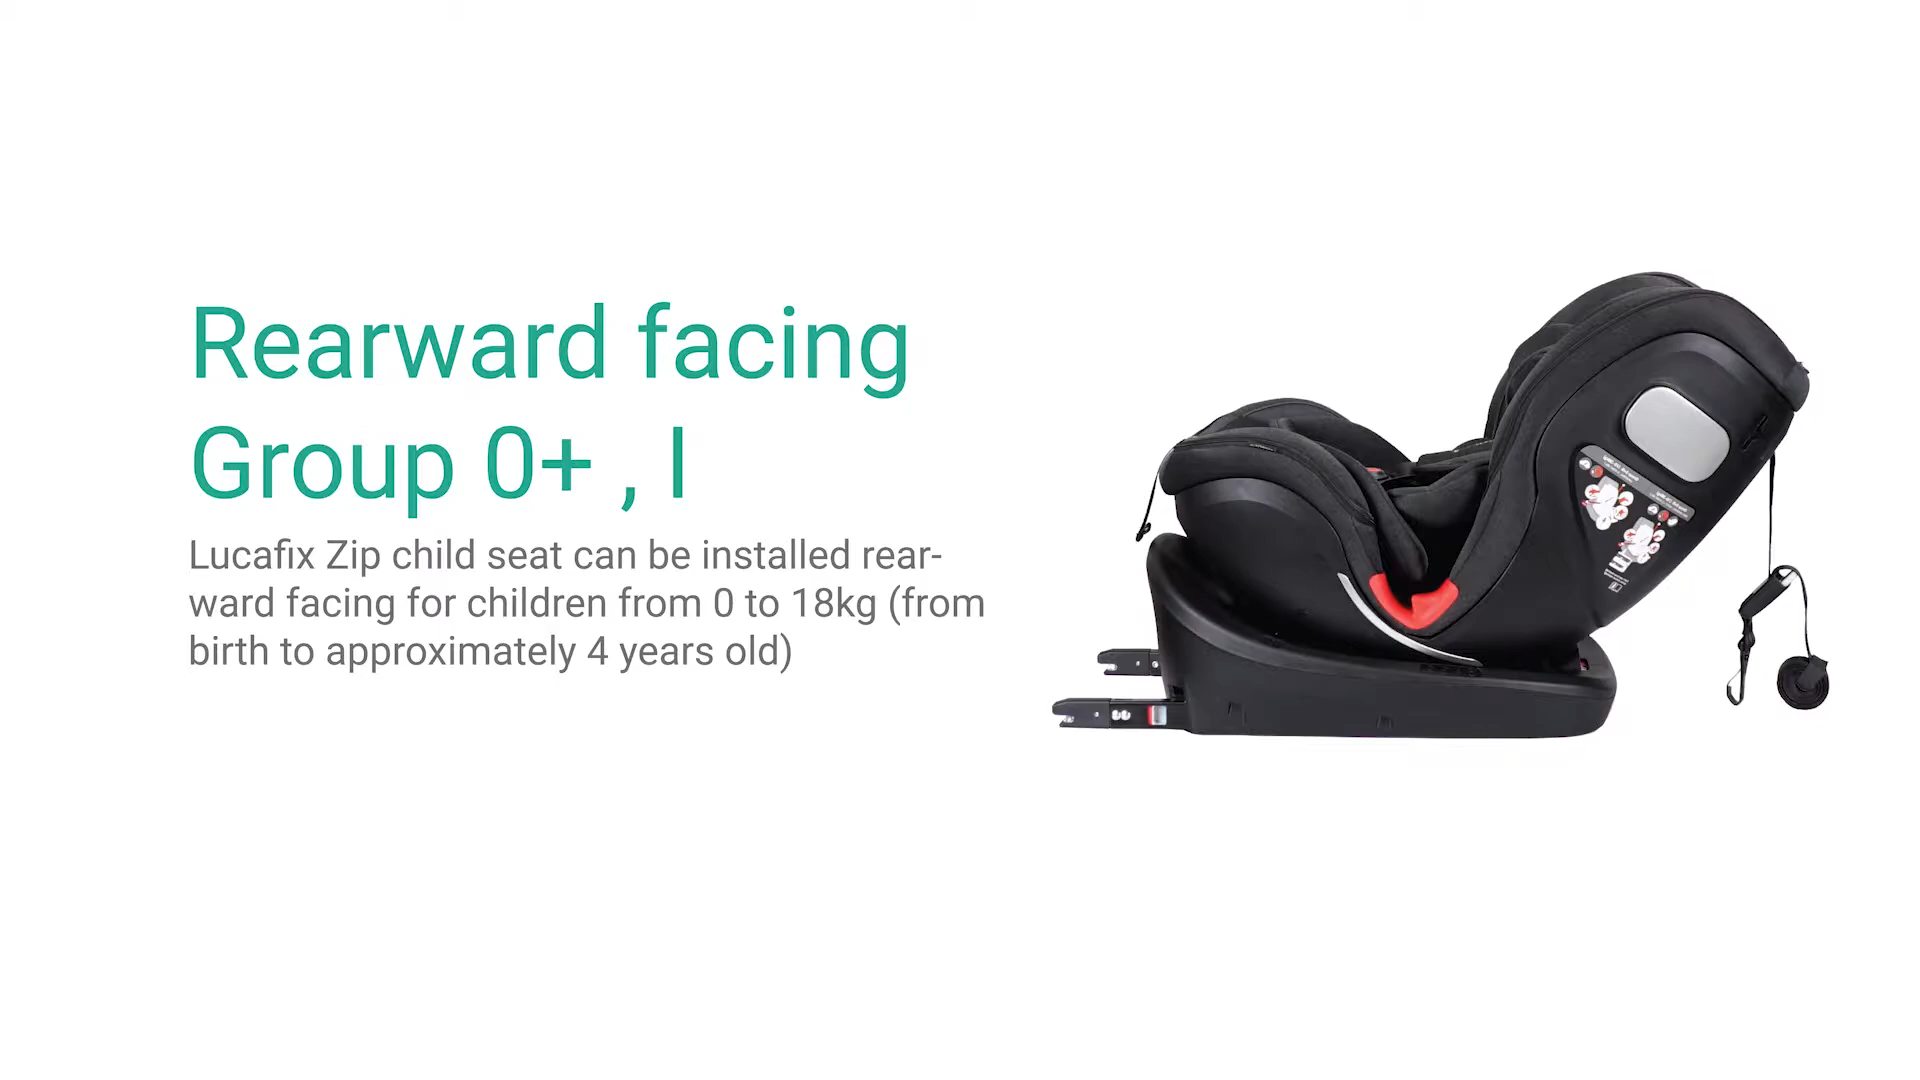 Rearward facing
Group 0+ , I
Lucafix Zip child seat can be installed rear-
ward facing for children from 0 to 18kg (from
birth to approximately 4 years old)